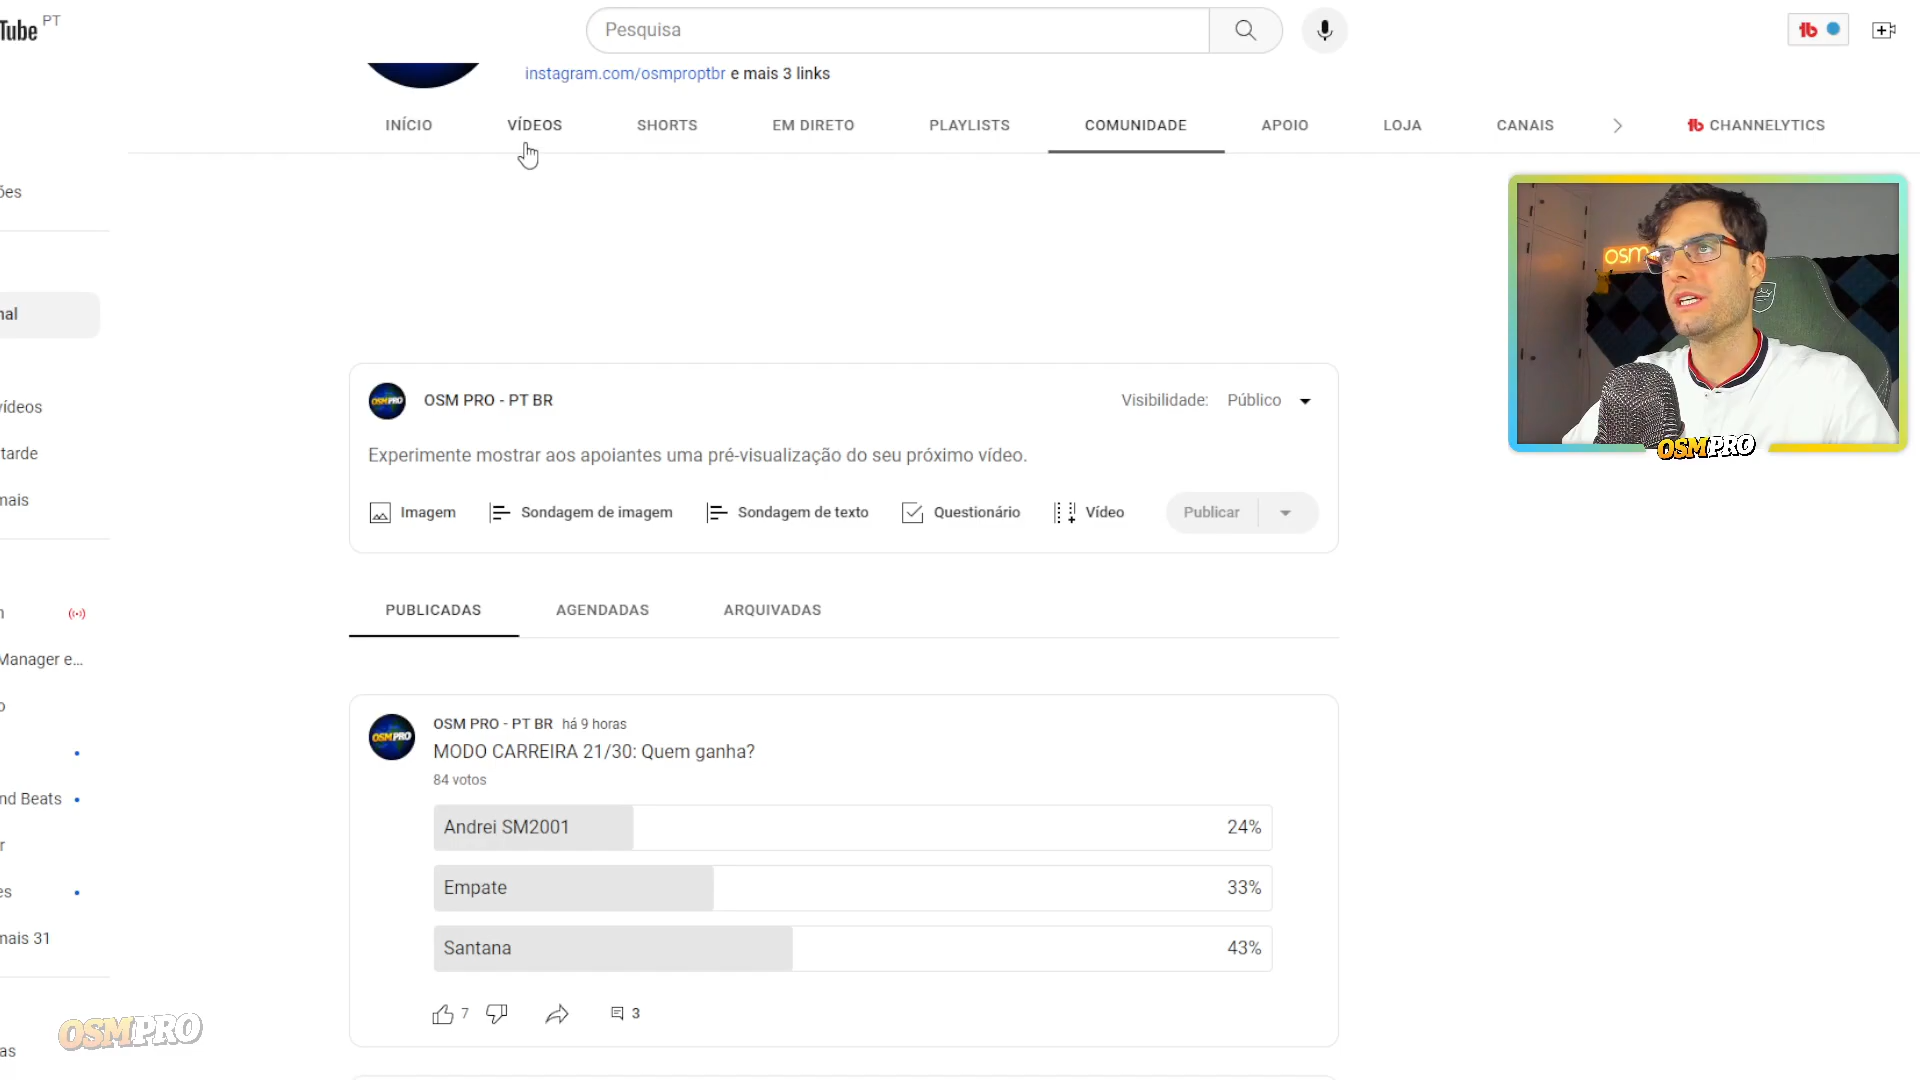 Tube PT
Pesquisa
instagram.com/osmproptbr e mais 3 links
INÍCIO
VÍDEOS
SHORTS
EM DIRETO
PLAYLISTS
COMUNIDADE
APOIO
LOJA
CANAIS
CHANNELYTICS
ões
nal
vídeos
tarde
mais
Manager e...
nd Beats
r
es
mais 31
as
osm
OSMPRO
OSMPRO
OSM PRO - PT BR
Visibilidade: Público
Experimente mostrar aos apoiantes uma pré-visualização do seu próximo vídeo.
Imagem
Sondagem de imagem
Sondagem de texto
Questionário
Vídeo
Publicar
PUBLICADAS
AGENDADAS
ARQUIVADAS
OSMPRO
OSM PRO - PT BR há 9 horas
MODO CARREIRA 21/30: Quem ganha?
84 votos
Andrei SM2001 24%
Empate 33%
Santana 43%
7
3
OSMPRO